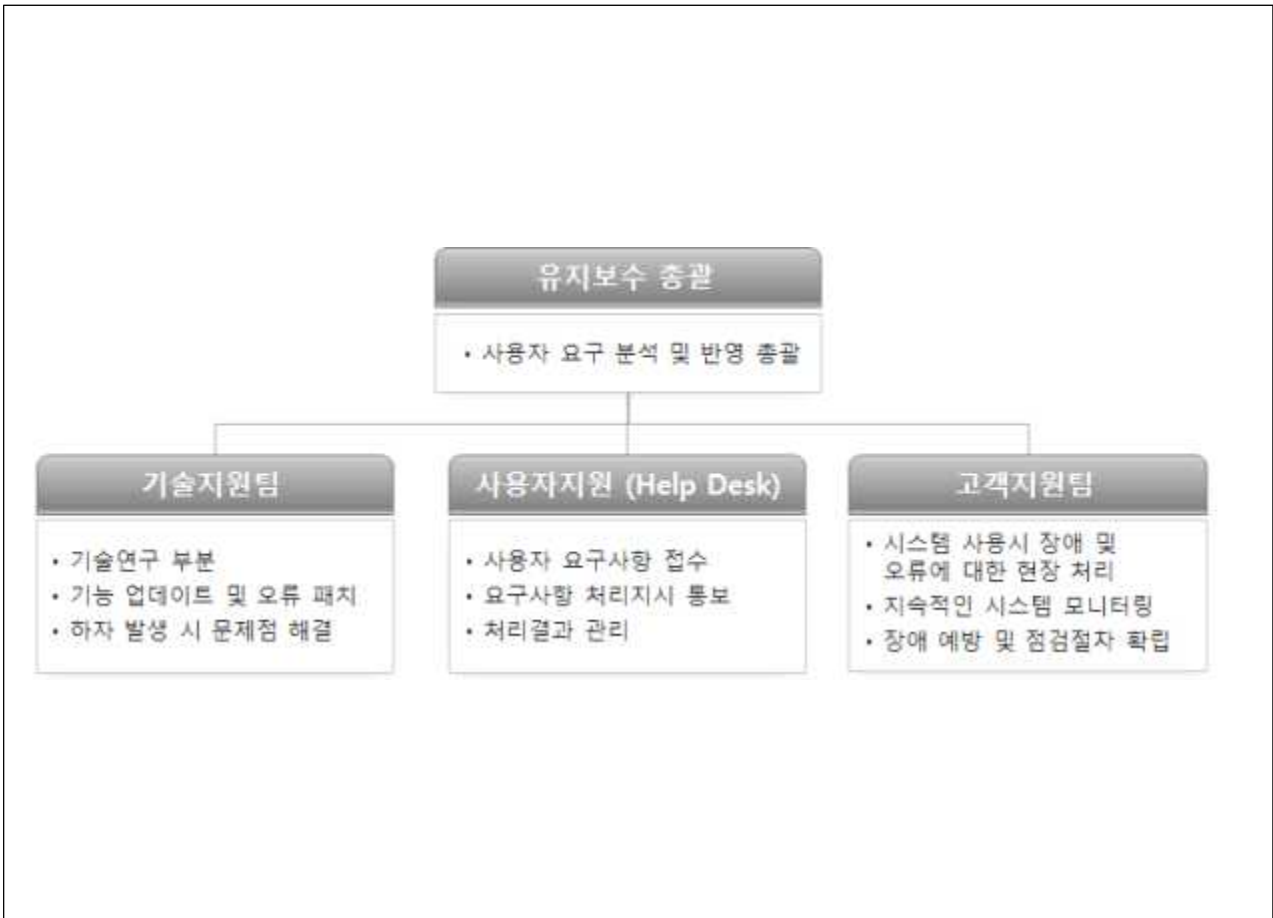 유지보수 총괄
• 사용자 요구 분석 및 반영 총괄
기술지원팀
• 기술연구 부분
• 기능 업데이트 및 오류 패치
• 하자 발생 시 문제점 해결
사용자지원 (Help Desk)
• 사용자 요구사항 접수
• 요구사항 처리지시 통보
• 처리결과 관리
고객지원팀
• 시스템 사용시 장애 및
오류에 대한 현장 처리
• 지속적인 시스템 모니터링
• 장애 예방 및 점검절차 확립